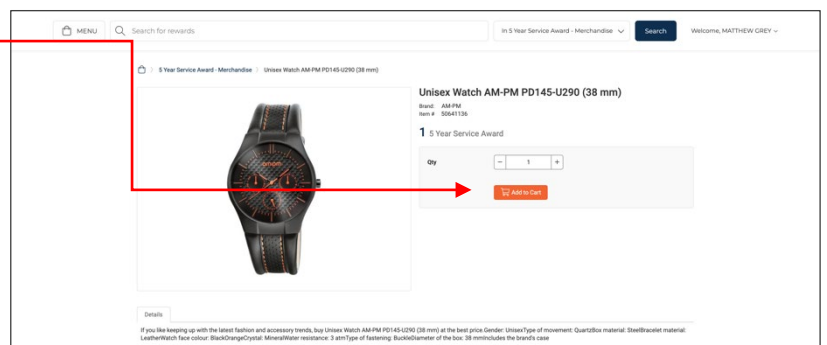 MENU
Search for rewards
In 5 Year Service Award - Merchandise
Search
Welcome, MATTHEW GREY
5 Year Service Award - Merchandise > Unisex Watch AM-PM PD145-U290 (38 mm)
Unisex Watch AM-PM PD145-U290 (38 mm)
Brand: AM-PM
Item # 50641136
1 5 Year Service Award
Qty
- 1 +
Add to Cart
Details
If you like keeping up with the latest fashion and accessory trends, buy Unisex Watch AM-PM PD145-U290 (38 mm) at the best price.Gender: UnisexType of movement: QuartzBox material: SteelBracelet material:
LeatherWatch face colour: BlackOrangeCrystal: MineralWater resistance: 3 atmType of fastening: BuckleDiameter of the box: 38 mmIncludes the brand's case